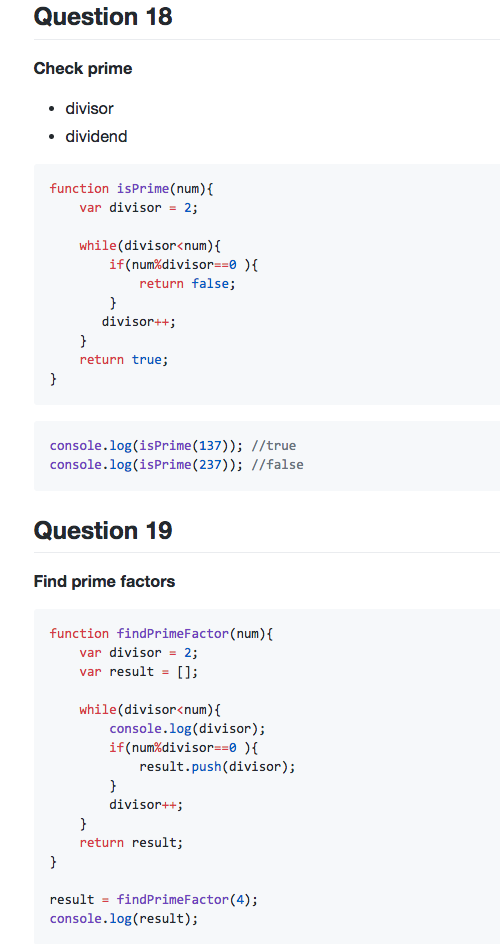 Question 18
Check prime
• divisor
• dividend
function isPrime(num){
    var divisor = 2;

    while(divisor<num){
        if(num%divisor==0 ){
            return false;
        }
       divisor++;
    }
    return true;
}
console.log(isPrime(137)); //true
console.log(isPrime(237)); //false
Question 19
Find prime factors
function findPrimeFactor(num){
    var divisor = 2;
    var result = [];

    while(divisor<num){
        console.log(divisor);
        if(num%divisor==0 ){
            result.push(divisor);
        }
        divisor++;
    }
    return result;
}

result = findPrimeFactor(4);
console.log(result);